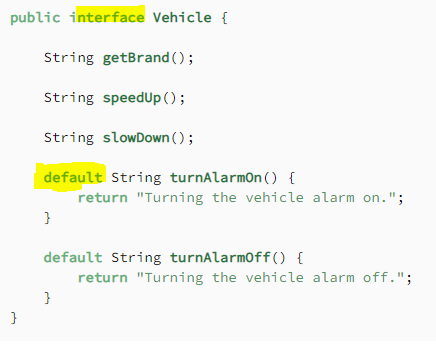 public interface Vehicle {
String getBrand();
String speedUp();
String slowDown();
default String turnAlarmOn() {
return "Turning the vehicle alarm on.";
}
default String turnAlarmOff() {
return "Turning the vehicle alarm off.";
}
}